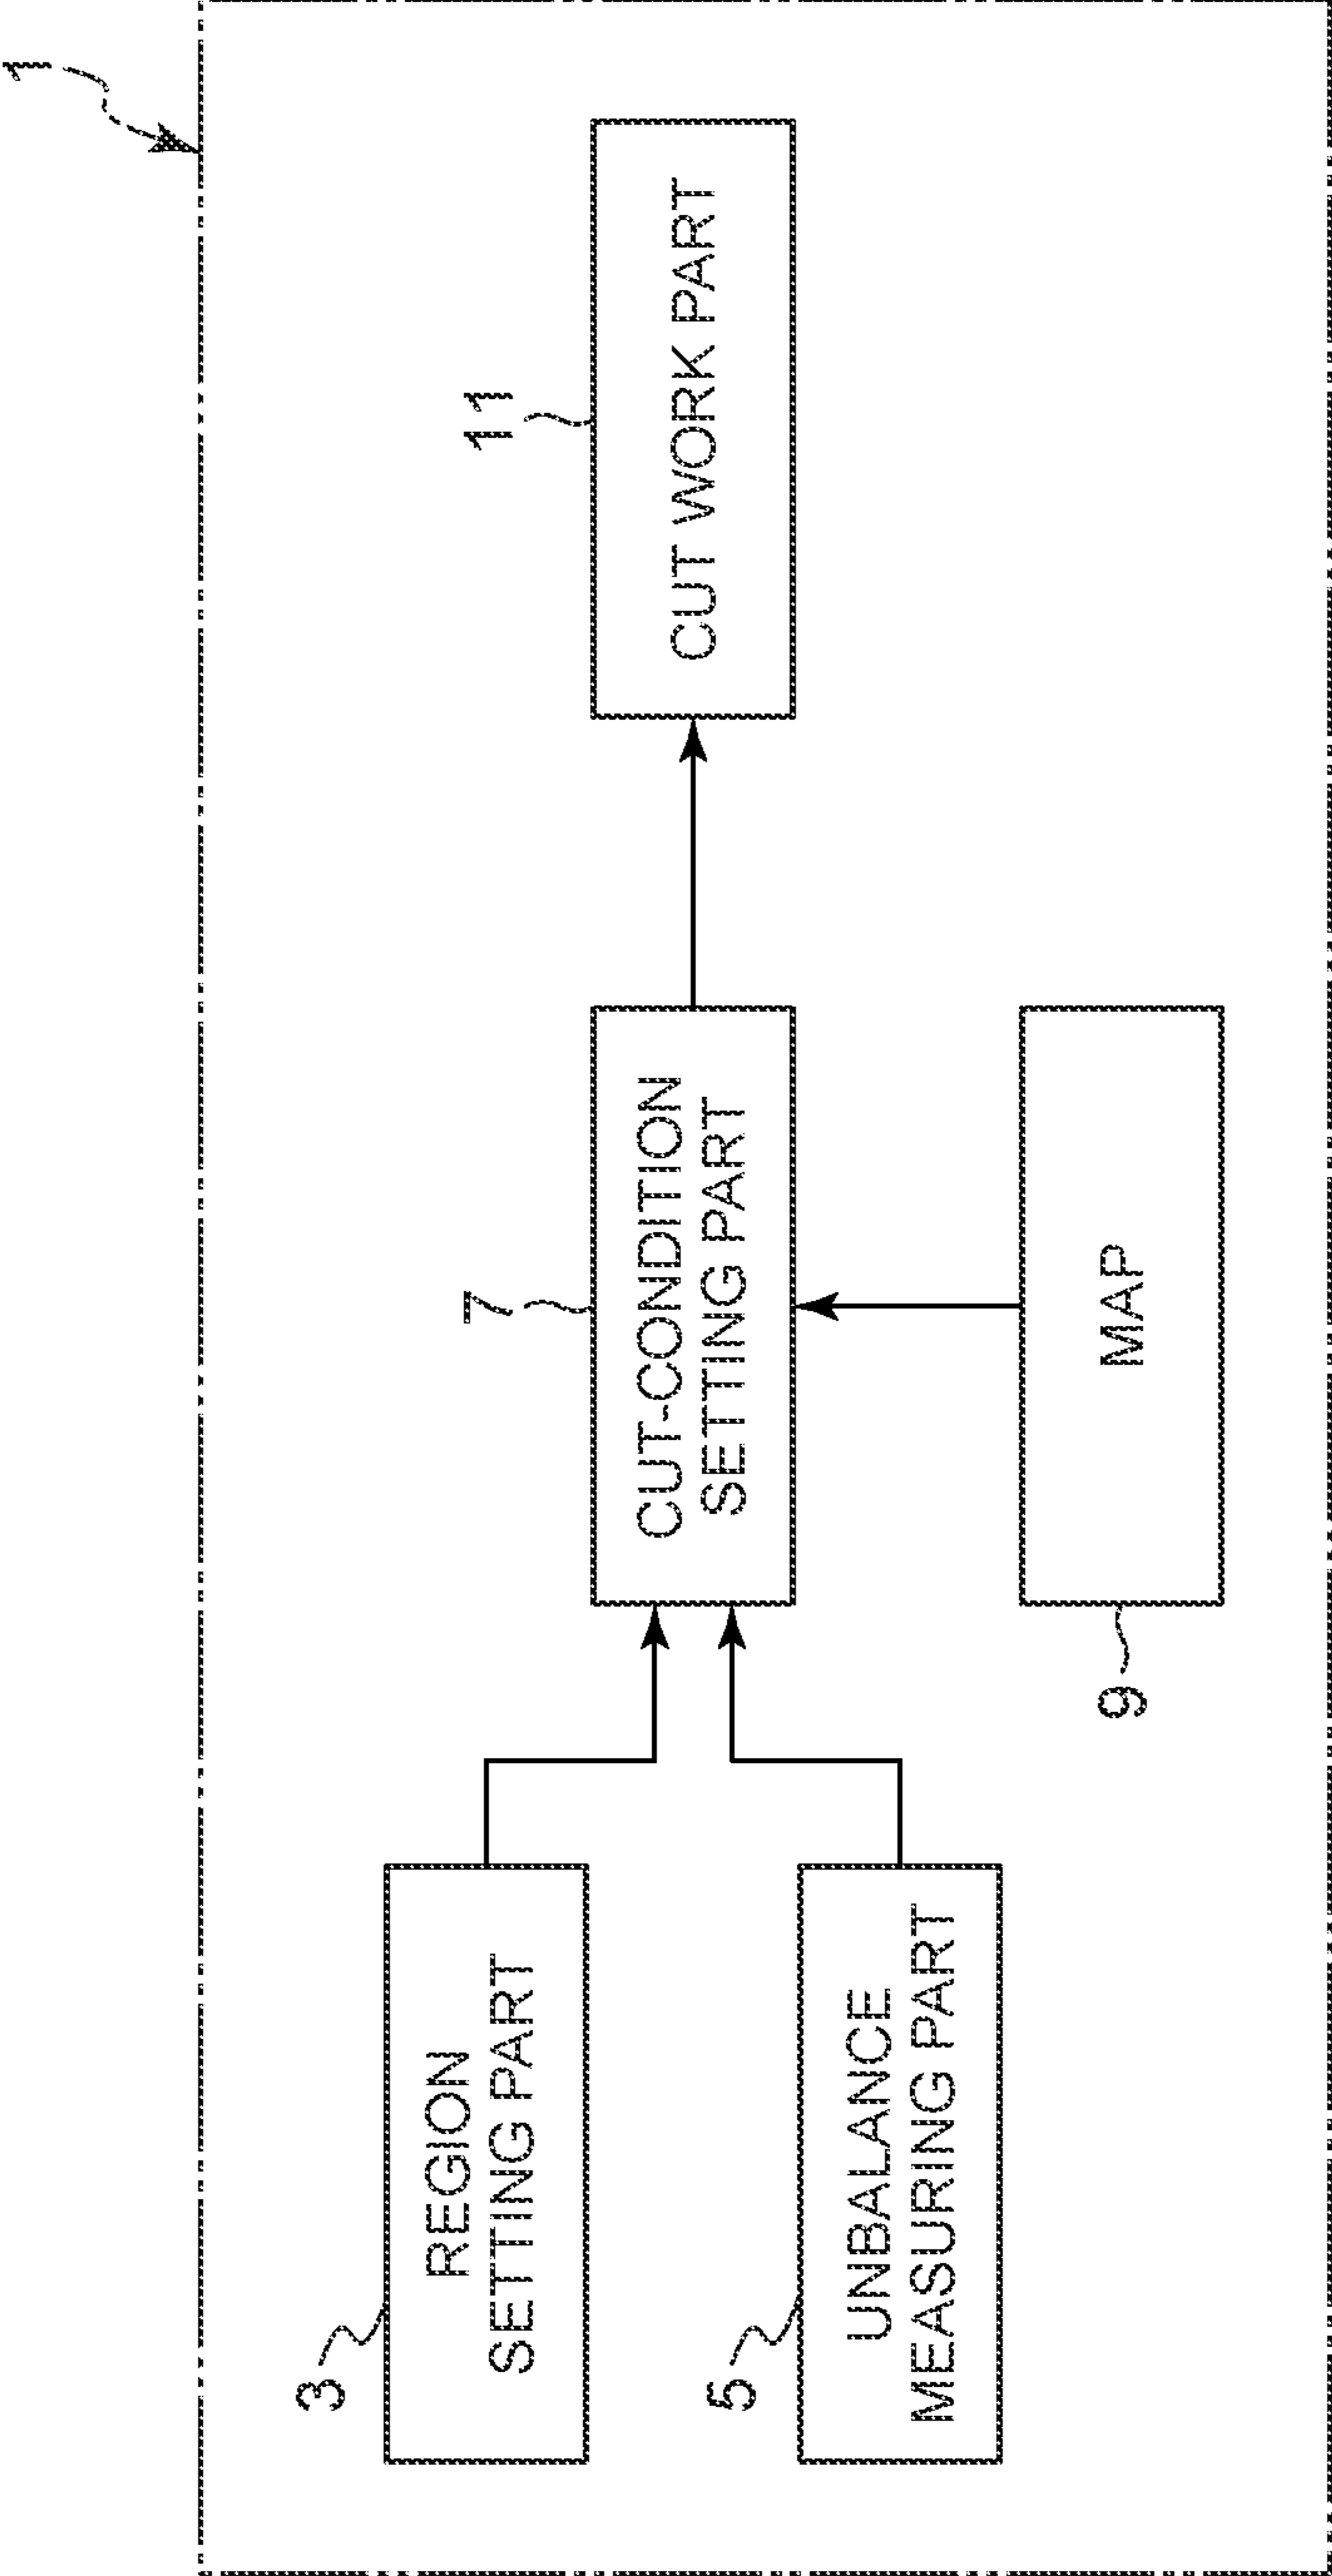 1
3
REGION
SETTING PART
5
UNBALANCE
MEASURING PART
7
CUT-CONDITION
SETTING PART
9
MAP
11
CUT WORK PART